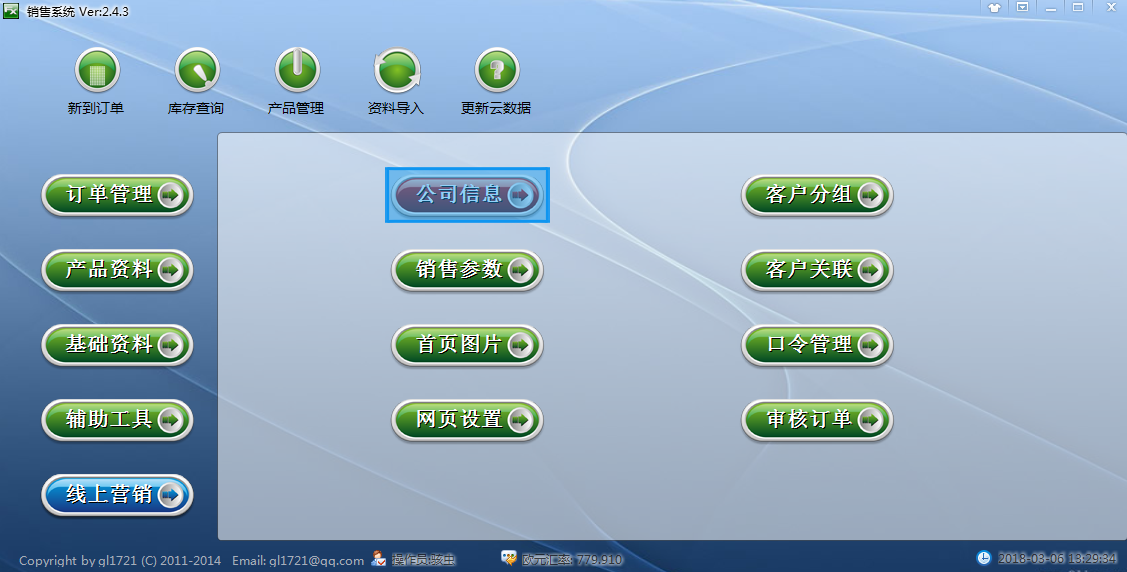 销售系统 Ver:2.4.3
新到订单 库存查询 产品管理 资料导入 更新云数据
订单管理 公司信息 客户分组
产品资料 销售参数 客户关联
基础资料 首页图片 口令管理
辅助工具 网页设置 审核订单
线上营销
Copyright by gl1721 (C) 2011-2014 Email: gl1721@qq.com 操作员: 欧元汇率 779.910 2018-03-06 13:29:34